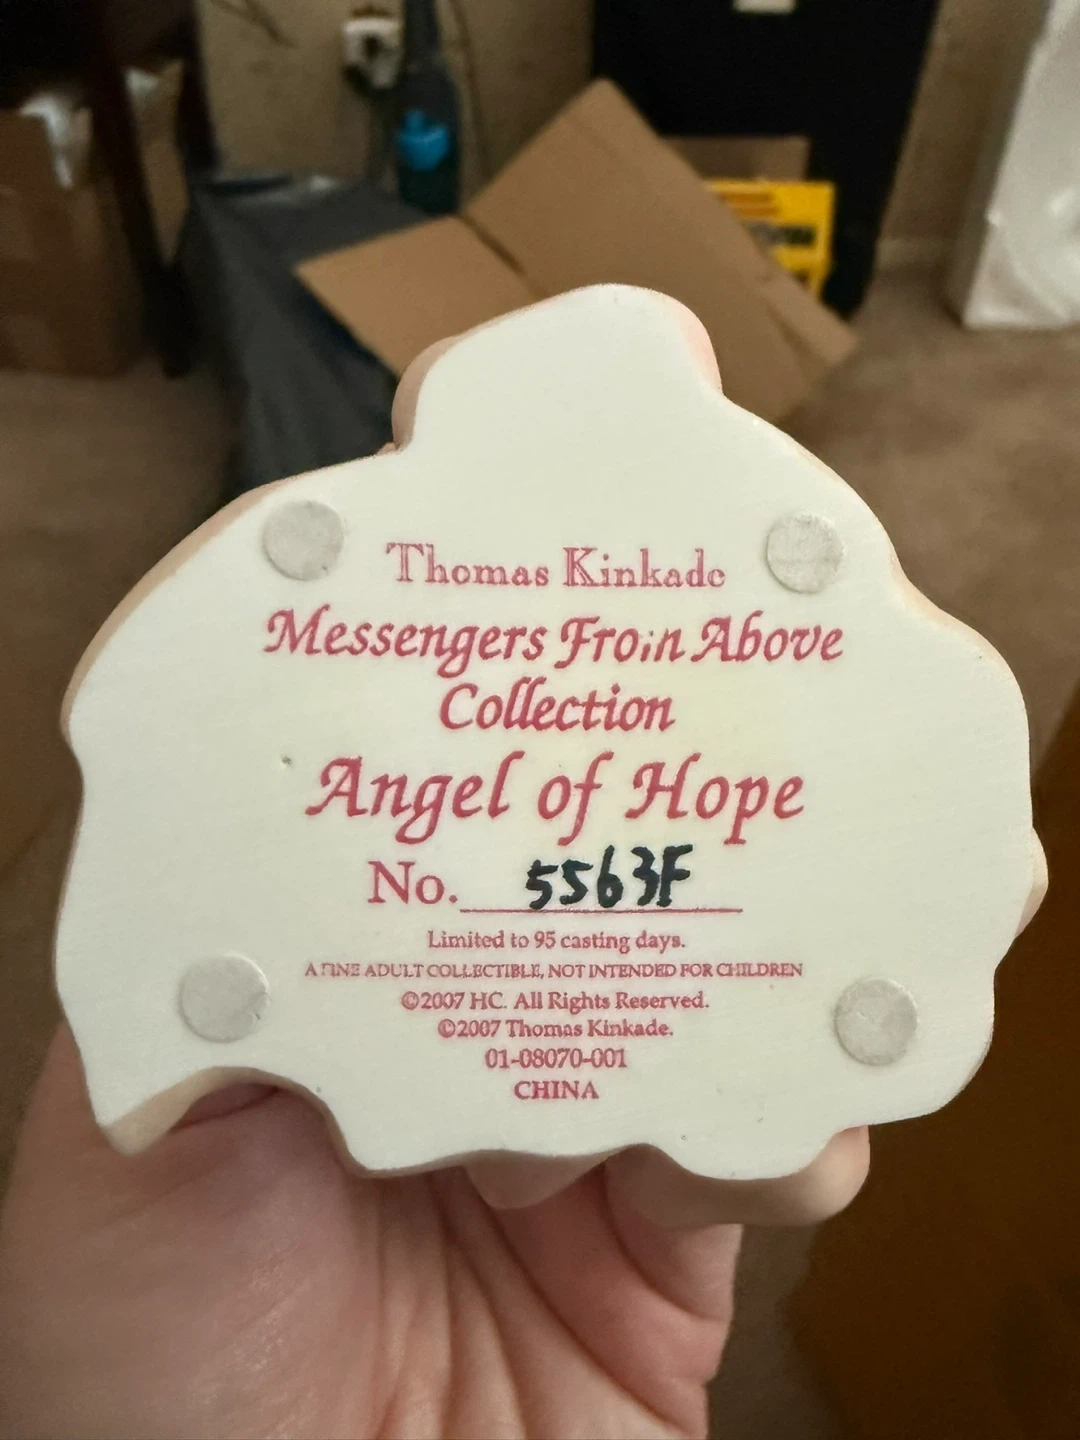 Thomas Kinkade
Messengers From Above
Collection
Angel of Hope
No. 5563F
Limited to 95 casting days.
A FINE ADULT COLLECTIBLE, NOT INTENDED FOR CHILDREN
©2007 HC. All Rights Reserved.
©2007 Thomas Kinkade.
01-08070-001
CHINA